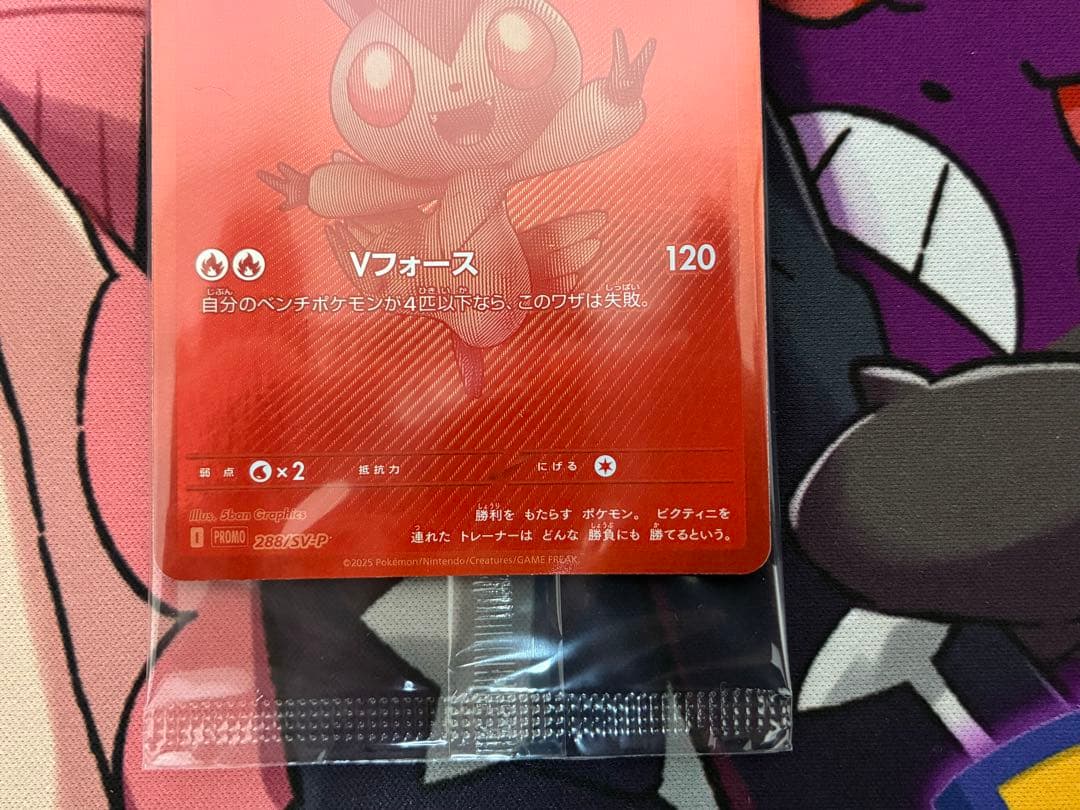 Vフォース 120
自分のベンチポケモンが4匹以下なら、このワザは失敗。
弱点 ×2 抵抗力 にげる
Illus. 5ban Graphics
勝利を もたらす ポケモン。 ビクティニを
I PROMO 288/SV-P
連れた トレーナーは どんな 勝負にも 勝てるという。
©2025 Pokémon/Nintendo/Creatures/GAME FREAK.